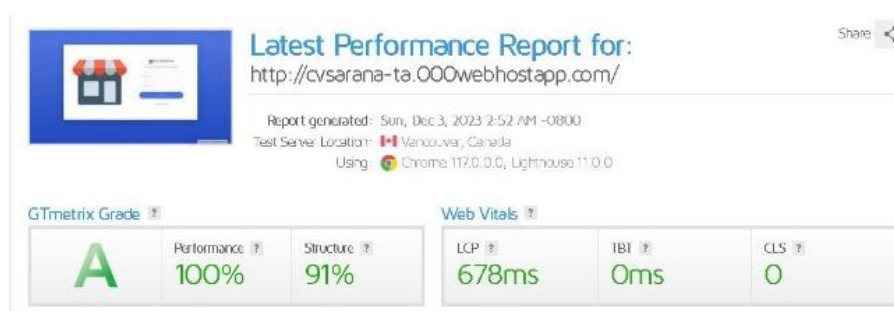 Latest Performance Report for:
Share
http://cvsarana-ta.000webhostapp.com/
Report generated: Sun, Dec 3, 2023 2:52 AM -0800
Test Server Location: Vancouver, Canada
Using: Chrome 117.0.0.0, Lighthouse 11.0.0
GTmetrix Grade ?
Web Vitals ?
A
Performance ?
100%
Structure ?
91%
LCP ?
678ms
TBT ?
0ms
CLS ?
0